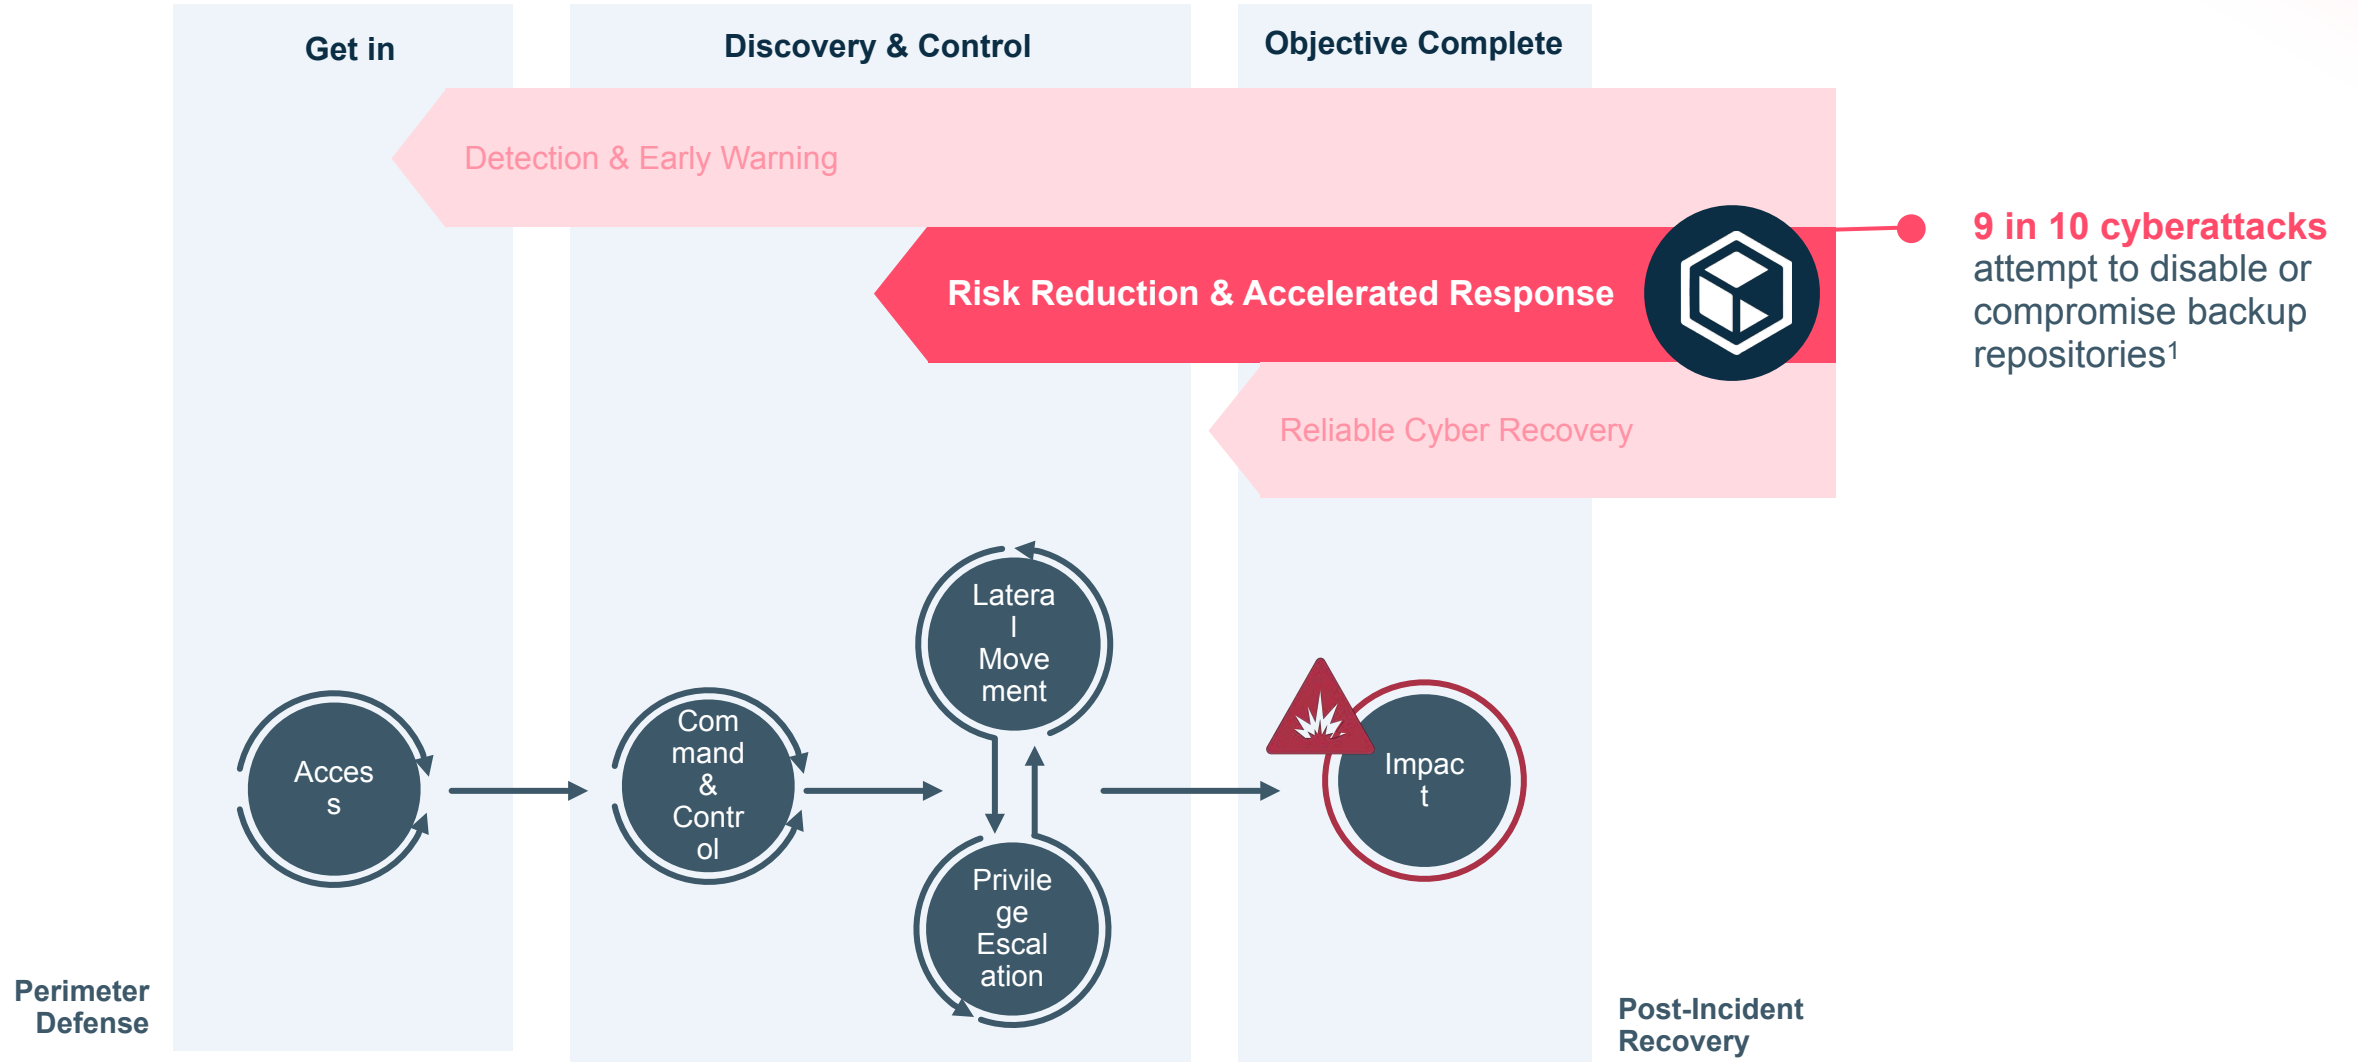 Get in
Discovery & Control
Objective Complete
Detection & Early Warning
Risk Reduction & Accelerated Response
Reliable Cyber Recovery
9 in 10 cyberattacks
attempt to disable or
compromise backup
repositories¹
Acces
s
Com
mand
&
Contr
ol
Latera
l
Move
ment
Privile
ge
Escal
ation
Impac
t
Perimeter
Defense
Post-Incident
Recovery